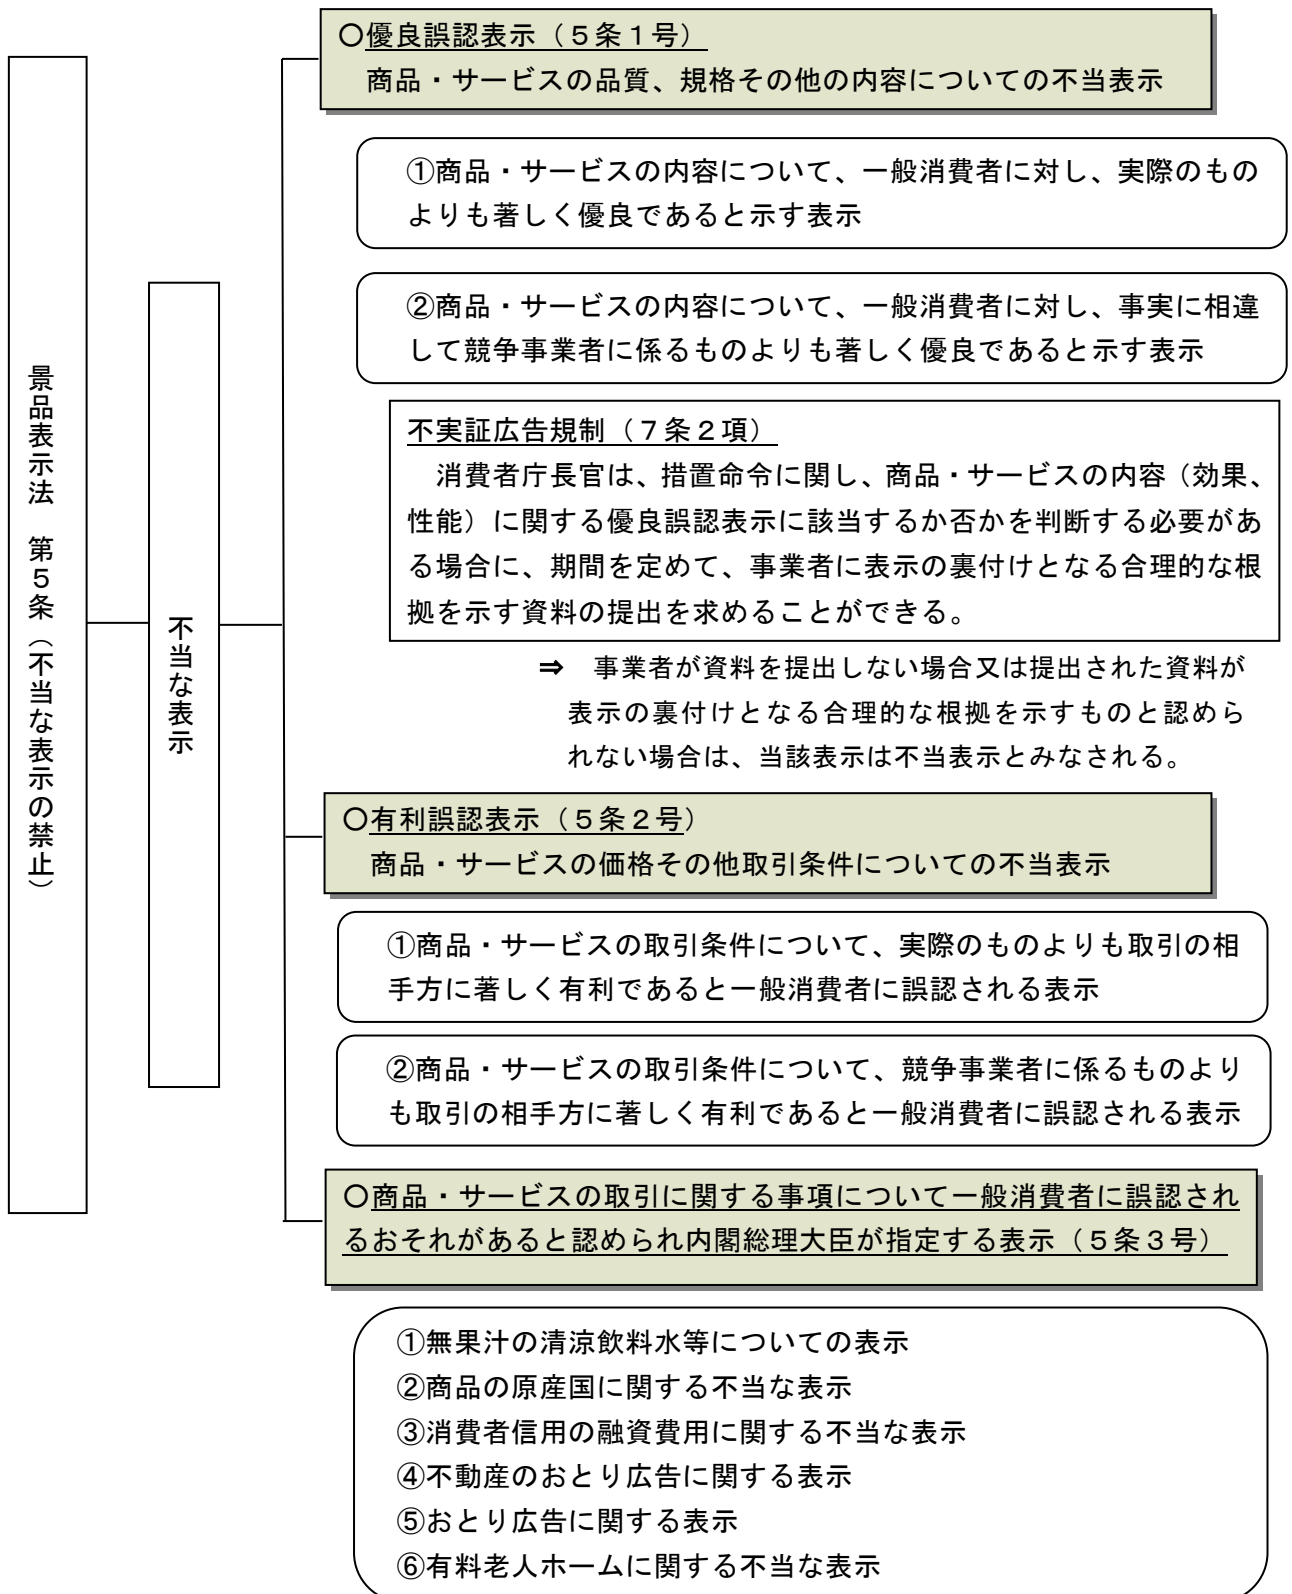 景品表示法　第５条（不当な表示の禁止）
不当な表示
〇優良誤認表示（５条１号）
商品・サービスの品質、規格その他の内容についての不当表示
①商品・サービスの内容について、一般消費者に対し、実際のもの
よりも著しく優良であると示す表示
②商品・サービスの内容について、一般消費者に対し、事実に相違
して競争事業者に係るものよりも著しく優良であると示す表示
不実証広告規制（７条２項）
消費者庁長官は、措置命令に関し、商品・サービスの内容（効果、
性能）に関する優良誤認表示に該当するか否かを判断する必要があ
る場合に、期間を定めて、事業者に表示の裏付けとなる合理的な根
拠を示す資料の提出を求めることができる。
⇒　事業者が資料を提出しない場合又は提出された資料が
表示の裏付けとなる合理的な根拠を示すものと認めら
れない場合は、当該表示は不当表示とみなされる。
〇有利誤認表示（５条２号）
商品・サービスの価格その他取引条件についての不当表示
①商品・サービスの取引条件について、実際のものよりも取引の相
手方に著しく有利であると一般消費者に誤認される表示
②商品・サービスの取引条件について、競争事業者に係るものより
も取引の相手方に著しく有利であると一般消費者に誤認される表示
〇商品・サービスの取引に関する事項について一般消費者に誤認され
るおそれがあると認められ内閣総理大臣が指定する表示（５条３号）
①無果汁の清涼飲料水等についての表示
②商品の原産国に関する不当な表示
③消費者信用の融資費用に関する不当な表示
④不動産のおとり広告に関する表示
⑤おとり広告に関する表示
⑥有料老人ホームに関する不当な表示